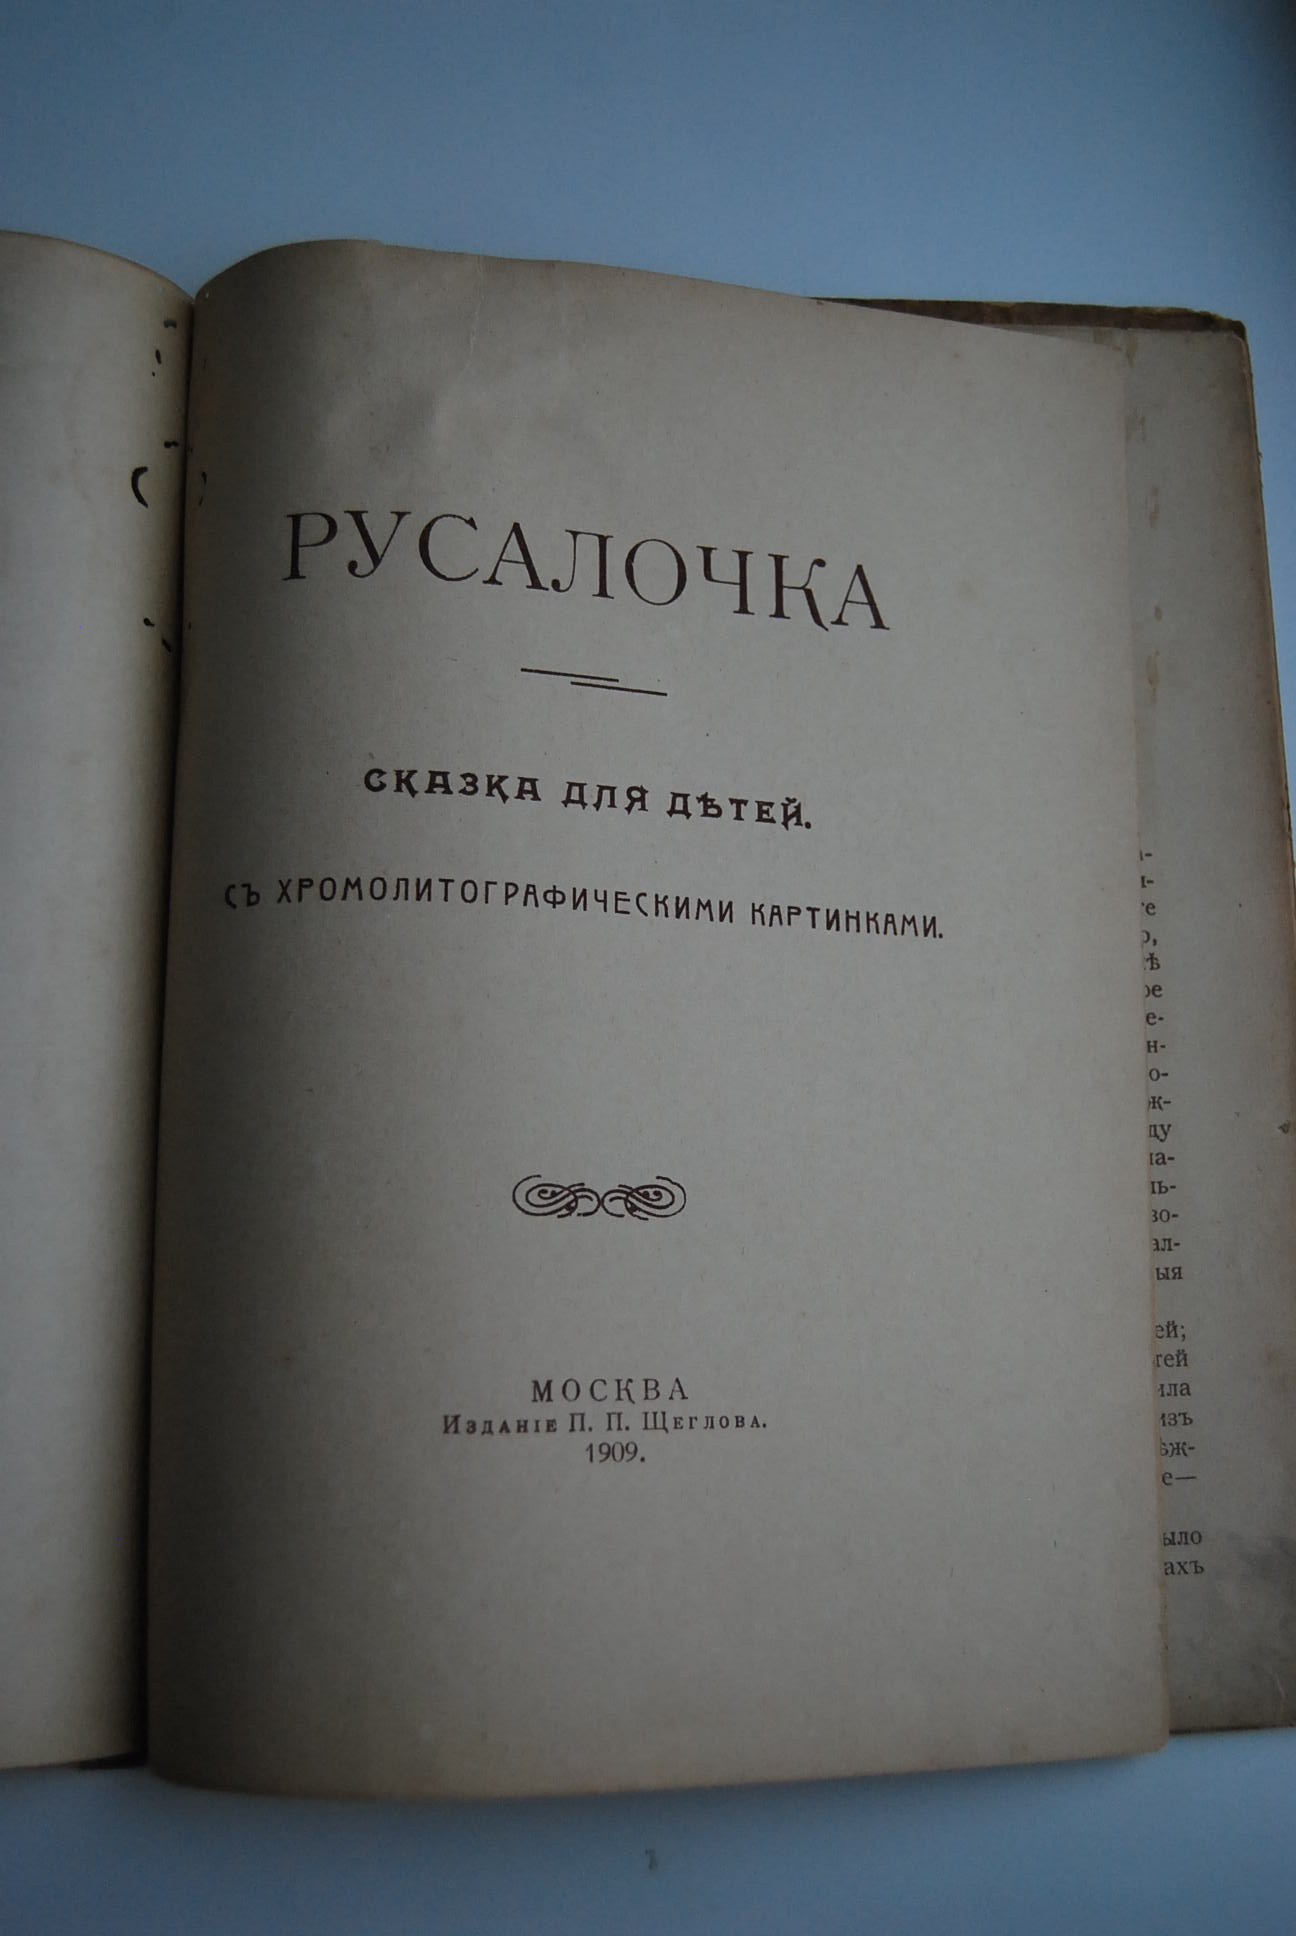 РУСАЛОЧКА
СКАЗКА ДЛЯ ДѢТЕЙ.
СЪ ХРОМОЛИТОГРАФИЧЕСКИМИ КАРТИНКАМИ.
МОСКВА
Изданіе П. П. Щеглова.
1909.